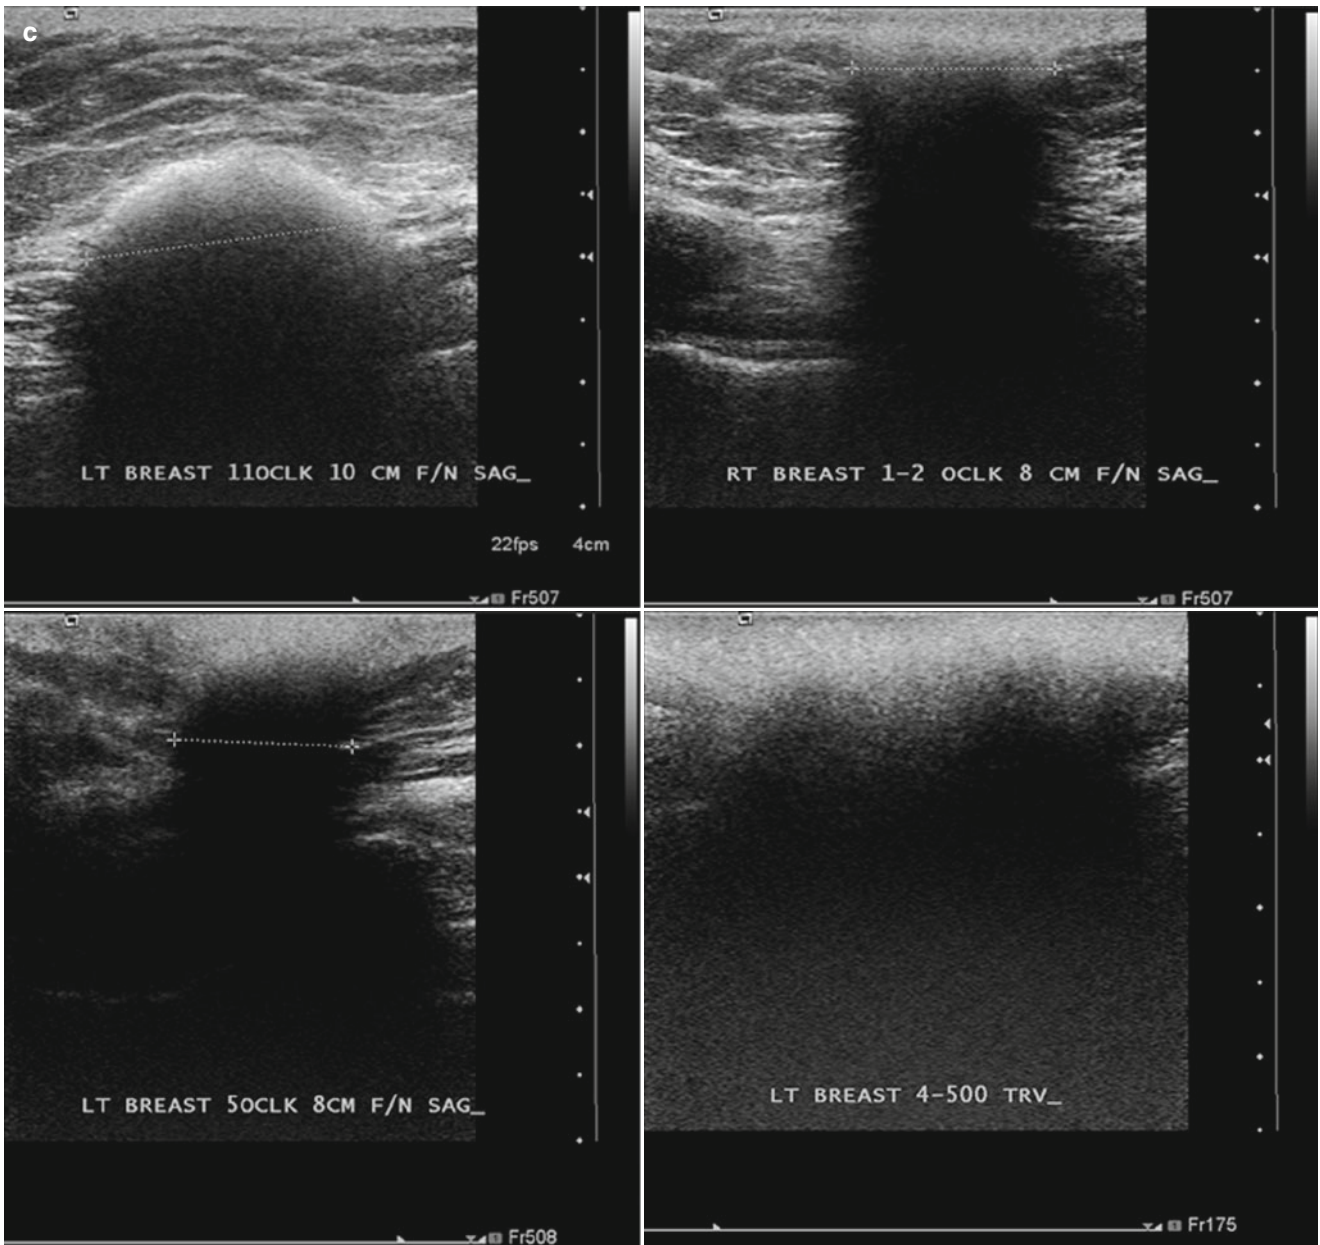 c
LT BREAST 11OCLK 10 CM F/N SAG_
22fps 4cm
Fr507
RT BREAST 1-2 OCLK 8 CM F/N SAG_
Fr507
LT BREAST 5OCLK 8CM F/N SAG_
Fr508
LT BREAST 4-500 TRV_
Fr175